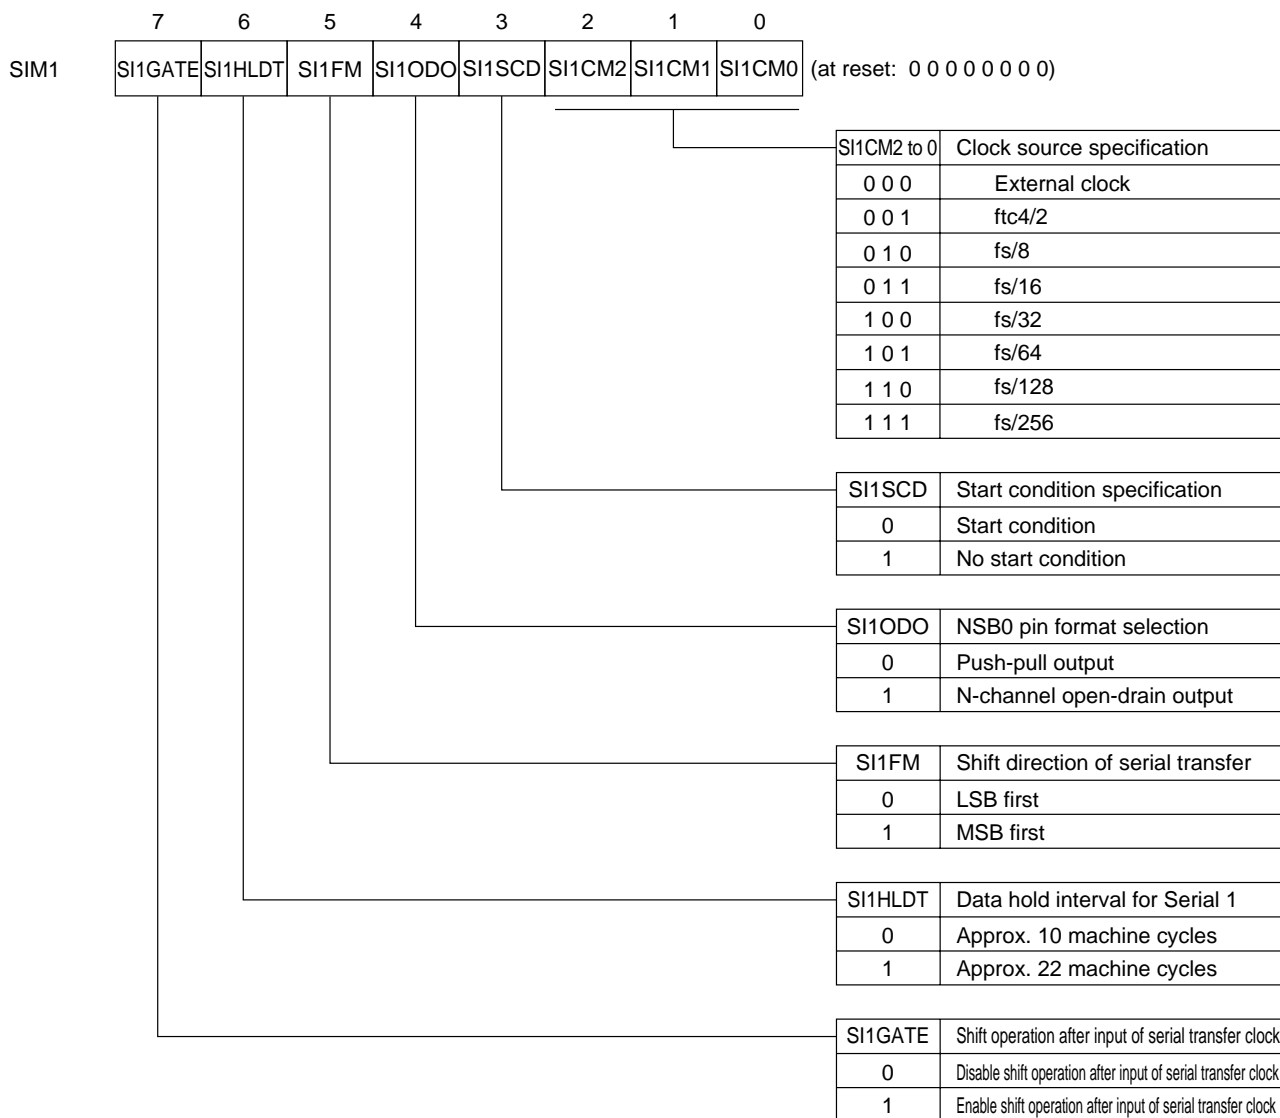 7 6 5 4 3 2 1 0
SIM1 SI1GATE SI1HLDT SI1FM SI1ODO SI1SCD SI1CM2 SI1CM1 SI1CM0 (at reset: 0 0 0 0 0 0 0 0)
SI1CM2 to 0 Clock source specification
0 0 0 External clock
0 0 1 ftc4/2
0 1 0 fs/8
0 1 1 fs/16
1 0 0 fs/32
1 0 1 fs/64
1 1 0 fs/128
1 1 1 fs/256
SI1SCD Start condition specification
0 Start condition
1 No start condition
SI1ODO NSB0 pin format selection
0 Push-pull output
1 N-channel open-drain output
SI1FM Shift direction of serial transfer
0 LSB first
1 MSB first
SI1HLDT Data hold interval for Serial 1
0 Approx. 10 machine cycles
1 Approx. 22 machine cycles
SI1GATE Shift operation after input of serial transfer clock
0 Disable shift operation after input of serial transfer clock
1 Enable shift operation after input of serial transfer clock